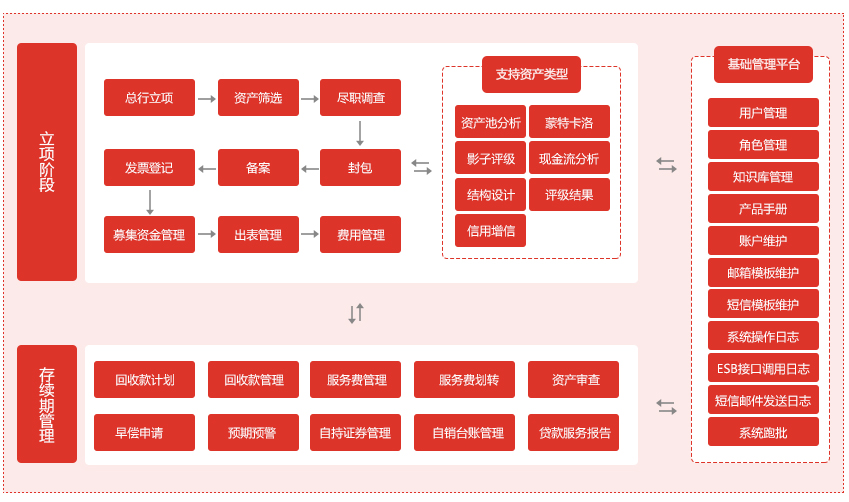 立项阶段
总行立项
资产筛选
尽职调查
发票登记
备案
封包
募集资金管理
出表管理
费用管理
支持资产类型
资产池分析
蒙特卡洛
影子评级
现金流分析
结构设计
评级结果
信用增信
存续期管理
回收款计划
回收款管理
服务费管理
服务费划转
资产审查
早偿申请
预期预警
自持证券管理
自销台账管理
贷款服务报告
基础管理平台
用户管理
角色管理
知识库管理
产品手册
账户维护
邮箱模板维护
短信模板维护
系统操作日志
ESB接口调用日志
短信邮件发送日志
系统跑批